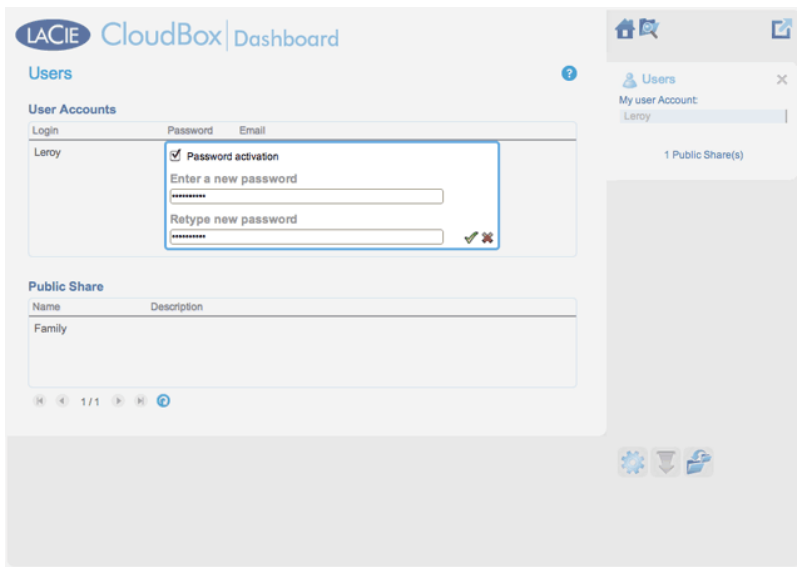 LACIE CloudBox Dashboard
Users
User Accounts
Login Password Email
Leroy
Password activation
Enter a new password
••••••••••
Retype new password
••••••••••
Public Share
Name Description
Family
1 / 1
Users
My user Account:
Leroy
1 Public Share(s)